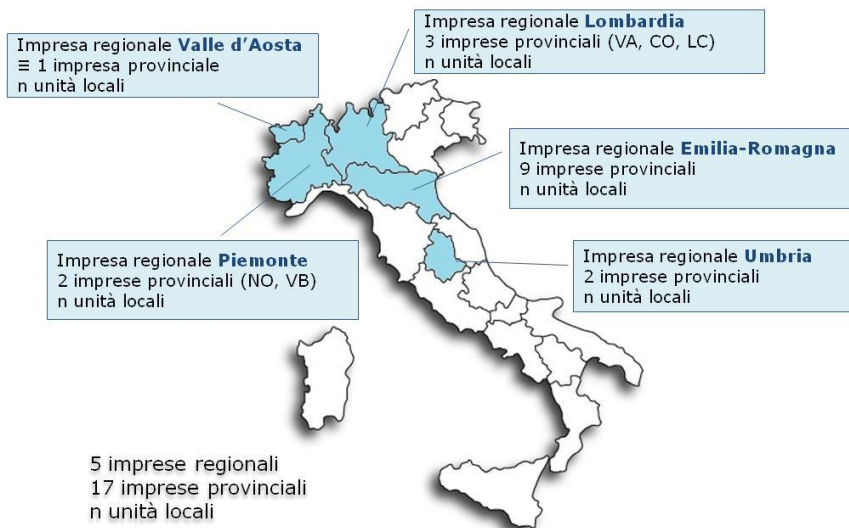 Impresa regionale Lombardia
3 imprese provinciali (VA, CO, LC)
n unità locali
Impresa regionale Valle d'Aosta
≡ 1 impresa provinciale
n unità locali
Impresa regionale Emilia-Romagna
9 imprese provinciali
n unità locali
Impresa regionale Piemonte
2 imprese provinciali (NO, VB)
n unità locali
Impresa regionale Umbria
2 imprese provinciali
n unità locali
5 imprese regionali
17 imprese provinciali
n unità locali